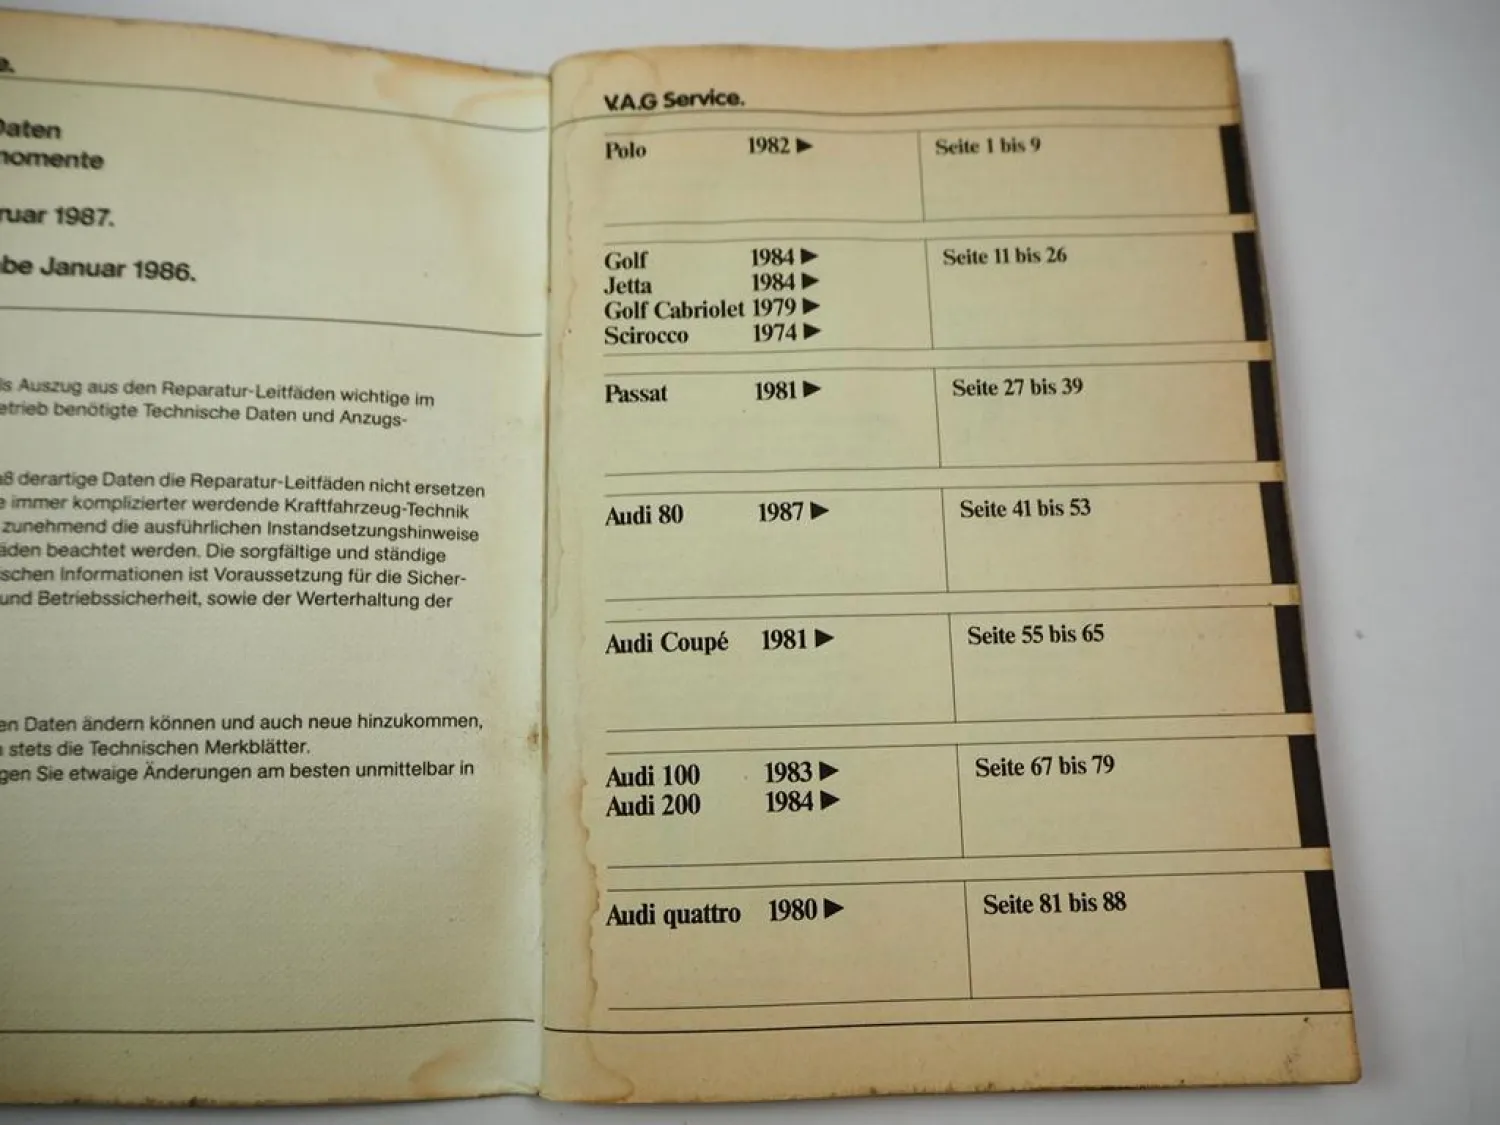 Daten
momente
ruar 1987.
be Januar 1986.
ls Auszug aus den Reparatur-Leitfäden wichtige im
etrieb benötigte Technische Daten und Anzugs-
aß derartige Daten die Reparatur-Leitfäden nicht ersetzen
e immer komplizierter werdende Kraftfahrzeug-Technik
zunehmend die ausführlichen Instandsetzungshinweise
äden beachtet werden. Die sorgfältige und ständige
ischen Informationen ist Voraussetzung für die Sicher-
und Betriebssicherheit, sowie der Werterhaltung der
en Daten ändern können und auch neue hinzukommen,
stets die Technischen Merkblätter.
gen Sie etwaige Änderungen am besten unmittelbar in
V.A.G Service.
Polo 1982 ▶ Seite 1 bis 9
Golf 1984 ▶ Seite 11 bis 26
Jetta 1984 ▶
Golf Cabriolet 1979 ▶
Scirocco 1974 ▶
Passat 1981 ▶ Seite 27 bis 39
Audi 80 1987 ▶ Seite 41 bis 53
Audi Coupé 1981 ▶ Seite 55 bis 65
Audi 100 1983 ▶ Seite 67 bis 79
Audi 200 1984 ▶
Audi quattro 1980 ▶ Seite 81 bis 88